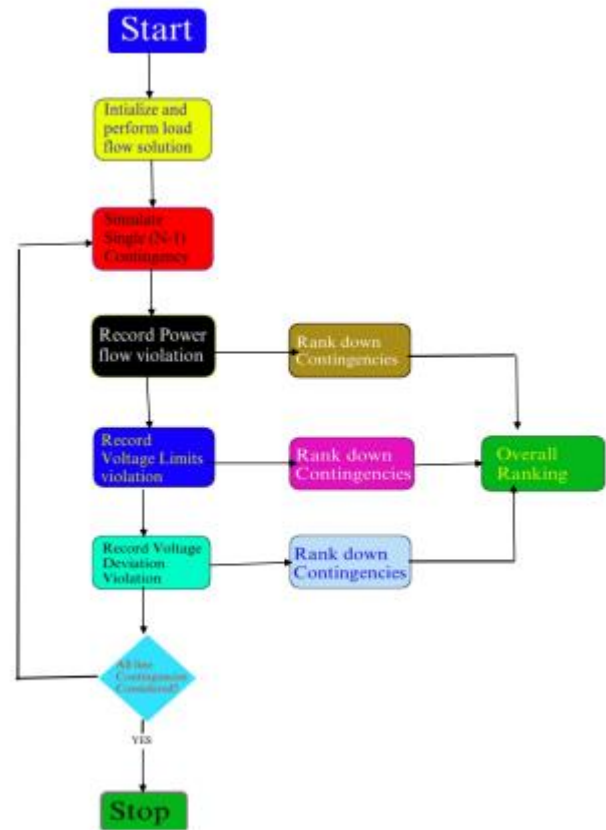 Start
Intialize and
perform load
flow solution
Simulate
Single (N-1)
Contingency
Record Power
flow violation
Rank down
Contingencies
Record
Voltage Limits
violation
Rank down
Contingencies
Overall
Ranking
Record Voltage
Deviation
Violation
Rank down
Contingencies
All line
Contingencies
Considered?
YES
Stop